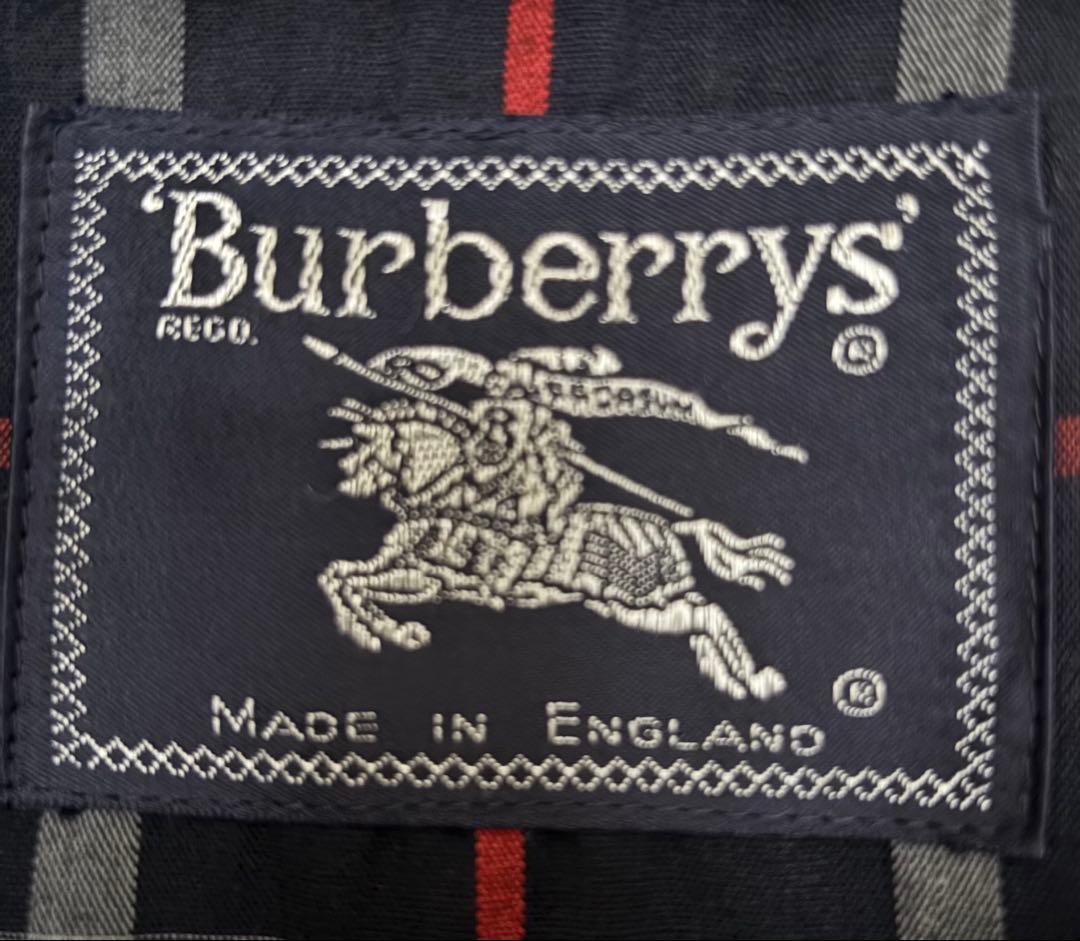 'Burberrys'
REGD.
®
®
MADE IN ENGLAND